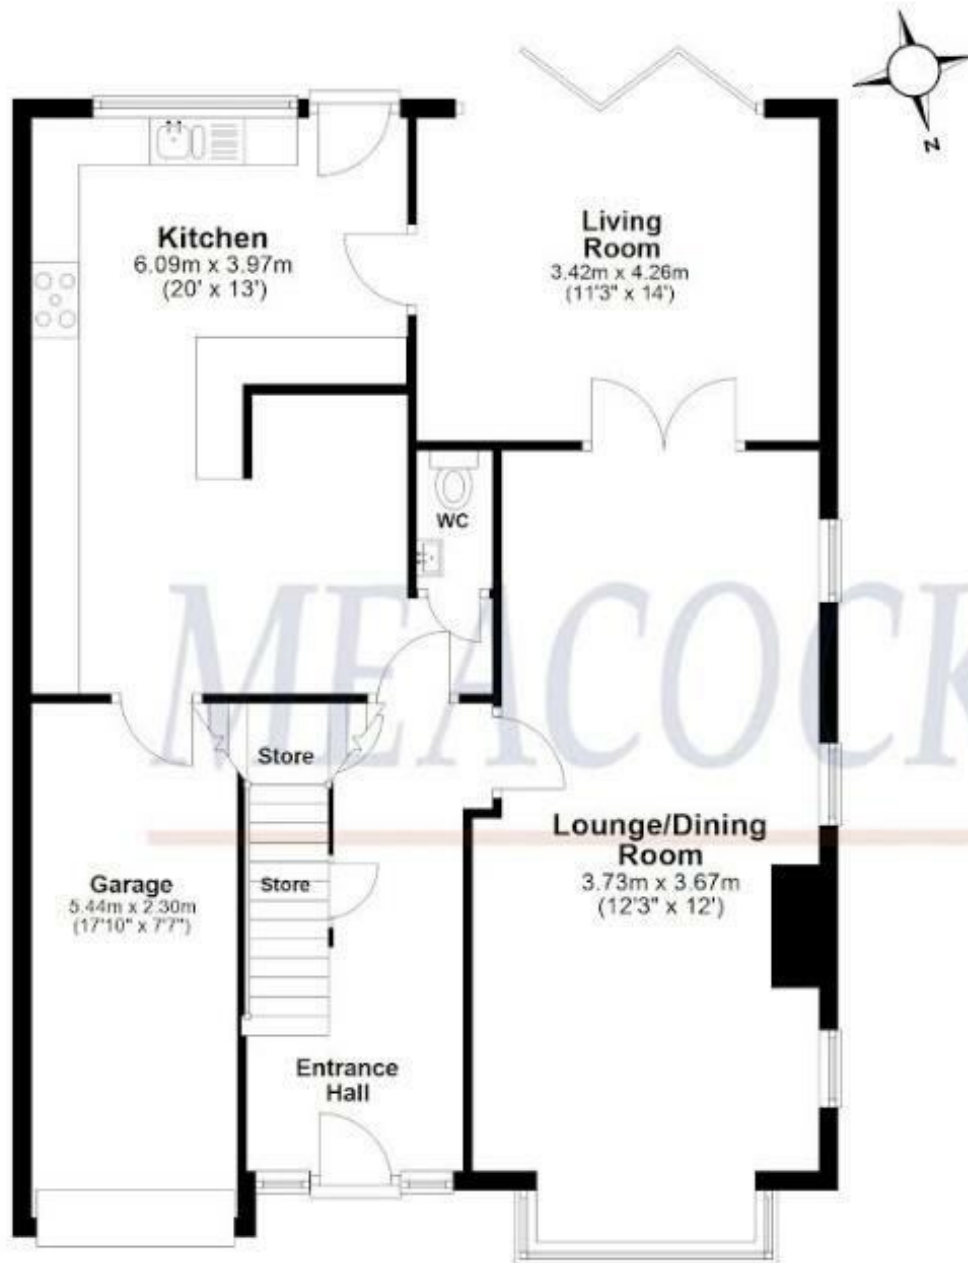 N
Kitchen
6.09m x 3.97m
(20' x 13')
Living
Room
3.42m x 4.26m
(11'3" x 14')
WC
MEACOCK
Store
Store
Garage
5.44m x 2.30m
(17'10" x 7'7")
Lounge/Dining
Room
3.73m x 3.67m
(12'3" x 12')
Entrance
Hall